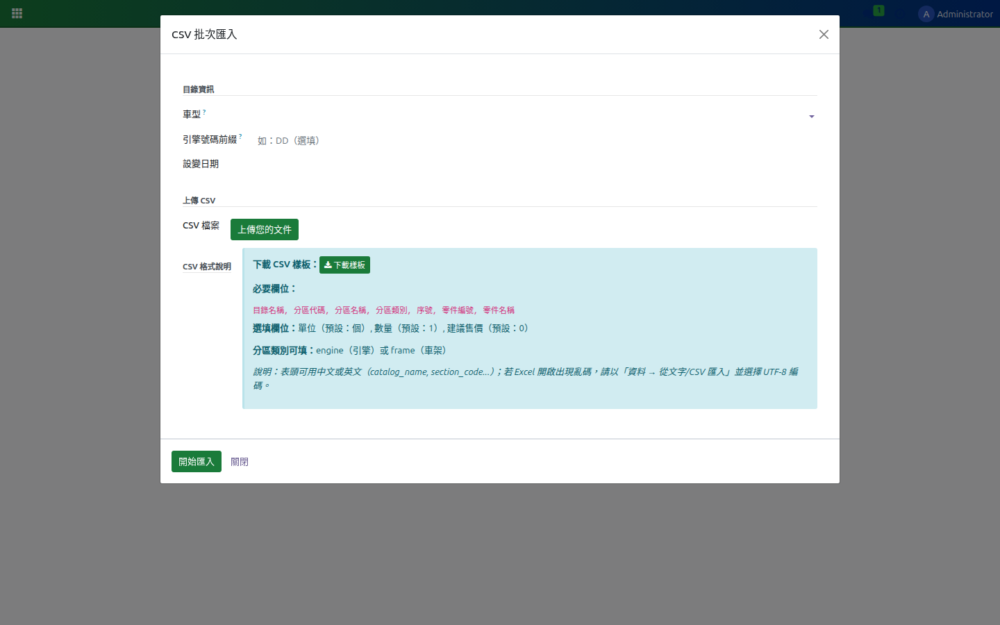 1
A Administrator
CSV 批次匯入
目錄資訊
車型 ?
引擎號碼前綴 ? 如：DD（選填）
設變日期
上傳 CSV
CSV 檔案 上傳您的文件
CSV 格式說明
下載 CSV 樣板： 下載樣板
必要欄位：
目錄名稱, 分區代碼, 分區名稱, 分區類別, 序號, 零件編號, 零件名稱
選填欄位：單位（預設：個）, 數量（預設：1）, 建議售價（預設：0）
分區類別可填：engine（引擎）或 frame（車架）
說明：表頭可用中文或英文（catalog_name, section_code...）；若 Excel 開啟出現亂碼，請以「資料 → 從文字/CSV 匯入」並選擇 UTF-8 編
碼。
開始匯入 關閉